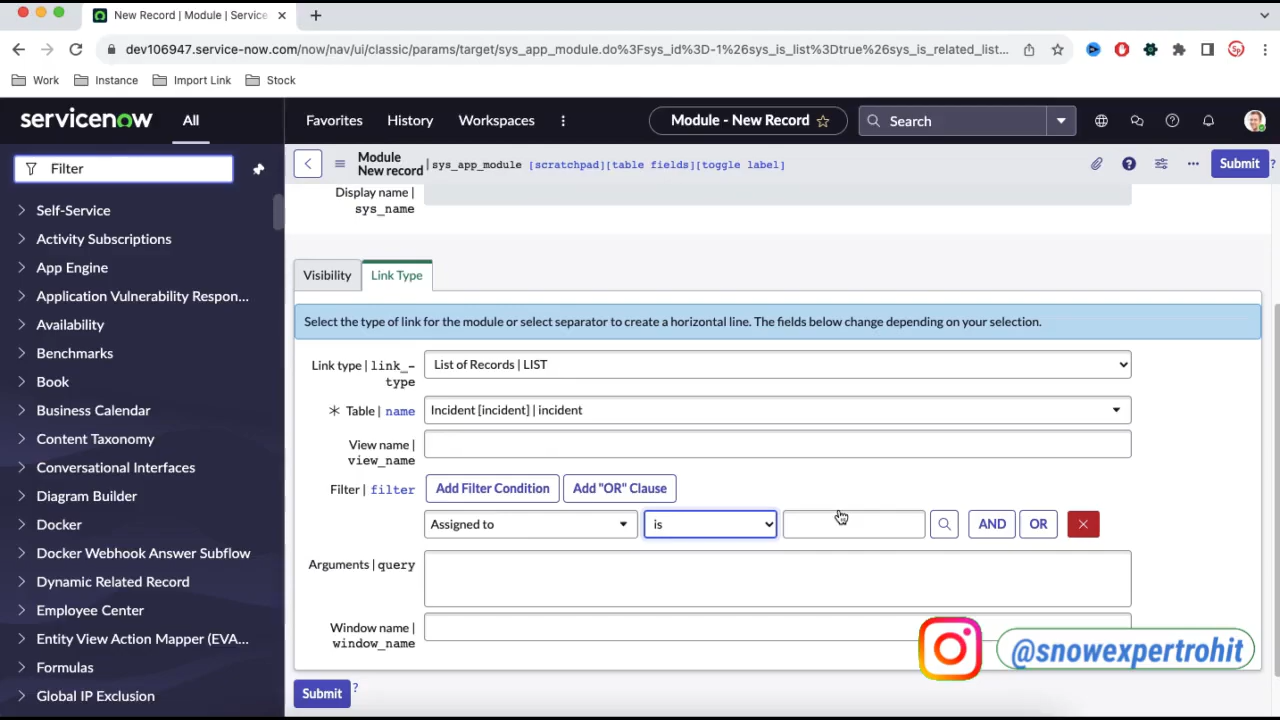 New Record | Module | Service
dev106947.service-now.com/now/nav/ui/classic/params/target/sys_app_module.do%3Fsys_id%3D-1%26sys_is_list%3Dtrue%26sys_is_related_list...
Work
Instance
Import Link
Stock
servicenow
All
Favorites
History
Workspaces
Module - New Record
Search
Filter
Module
New record
sys_app_module [scratchpad][table fields][toggle label]
Submit
?
Self-Service
Activity Subscriptions
App Engine
Application Vulnerability Respon...
Availability
Benchmarks
Book
Business Calendar
Content Taxonomy
Conversational Interfaces
Diagram Builder
Docker
Docker Webhook Answer Subflow
Dynamic Related Record
Employee Center
Entity View Action Mapper (EVA...
Formulas
Global IP Exclusion
Display name |
sys_name
Visibility
Link Type
Select the type of link for the module or select separator to create a horizontal line. The fields below change depending on your selection.
Link type | link_-
type
List of Records | LIST
Table | name
Incident [incident] | incident
View name |
view_name
Filter | filter
Add Filter Condition
Add "OR" Clause
Assigned to
is
AND
OR
Arguments | query
Window name |
window_name
@snowexpertrohit
Submit
?